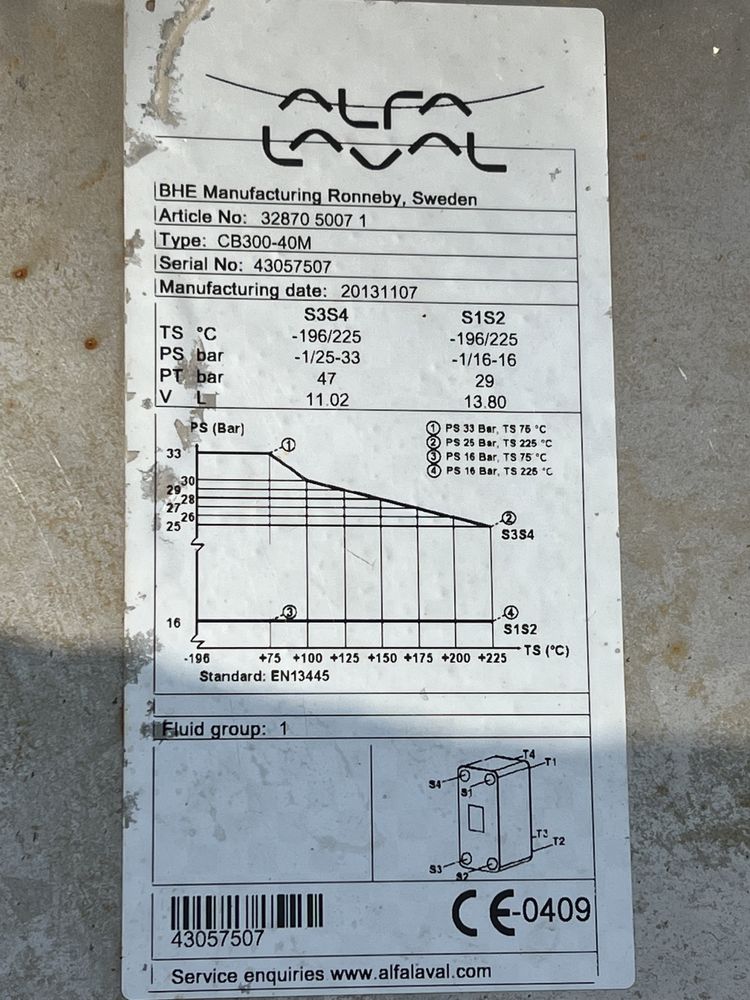 ALFA
LAVAL
BHE Manufacturing Ronneby, Sweden
Article No: 32870 5007 1
Type: CB300-40M
Serial No: 43057507
Manufacturing date: 20131107
S3S4 S1S2
TS °C -196/225 -196/225
PS bar -1/25-33 -1/16-16
PT bar 47 29
V L 11.02 13.80
PS (Bar)
① PS 33 Bar, TS 75 °C
② PS 25 Bar, TS 225 °C
③ PS 16 Bar, TS 75 °C
④ PS 16 Bar, TS 225 °C
33 ①
30
29
28
27
26
25 ②
S3S4
16 ③ ④
S1S2
-196 +75 +100 +125 +150 +175 +200 +225 TS (°C)
Standard: EN13445
Fluid group: 1
T4
T1
S4
S1
T3
T2
S3
S2
43057507
CE-0409
Service enquiries www.alfalaval.com